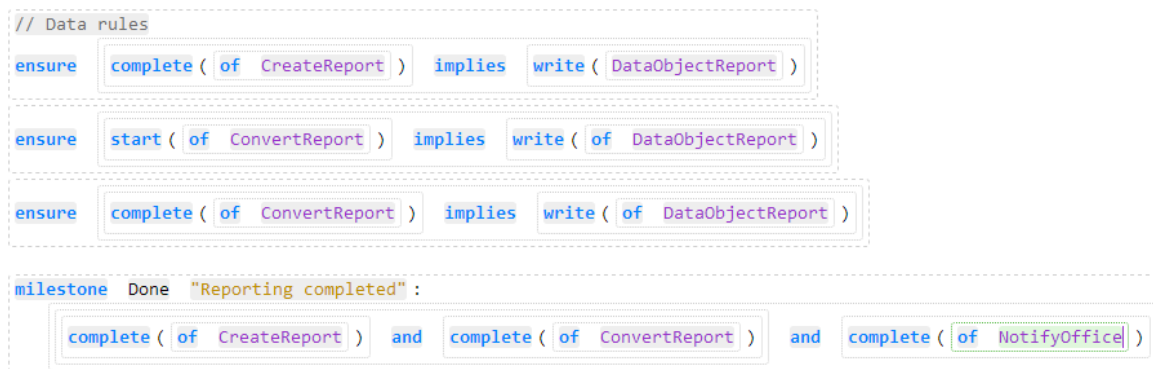 // Data rules
ensure complete ( of CreateReport ) implies write ( DataObjectReport )
ensure start ( of ConvertReport ) implies write ( of DataObjectReport )
ensure complete ( of ConvertReport ) implies write ( of DataObjectReport )
milestone Done "Reporting completed" :
complete ( of CreateReport ) and complete ( of ConvertReport ) and complete ( of NotifyOffice )